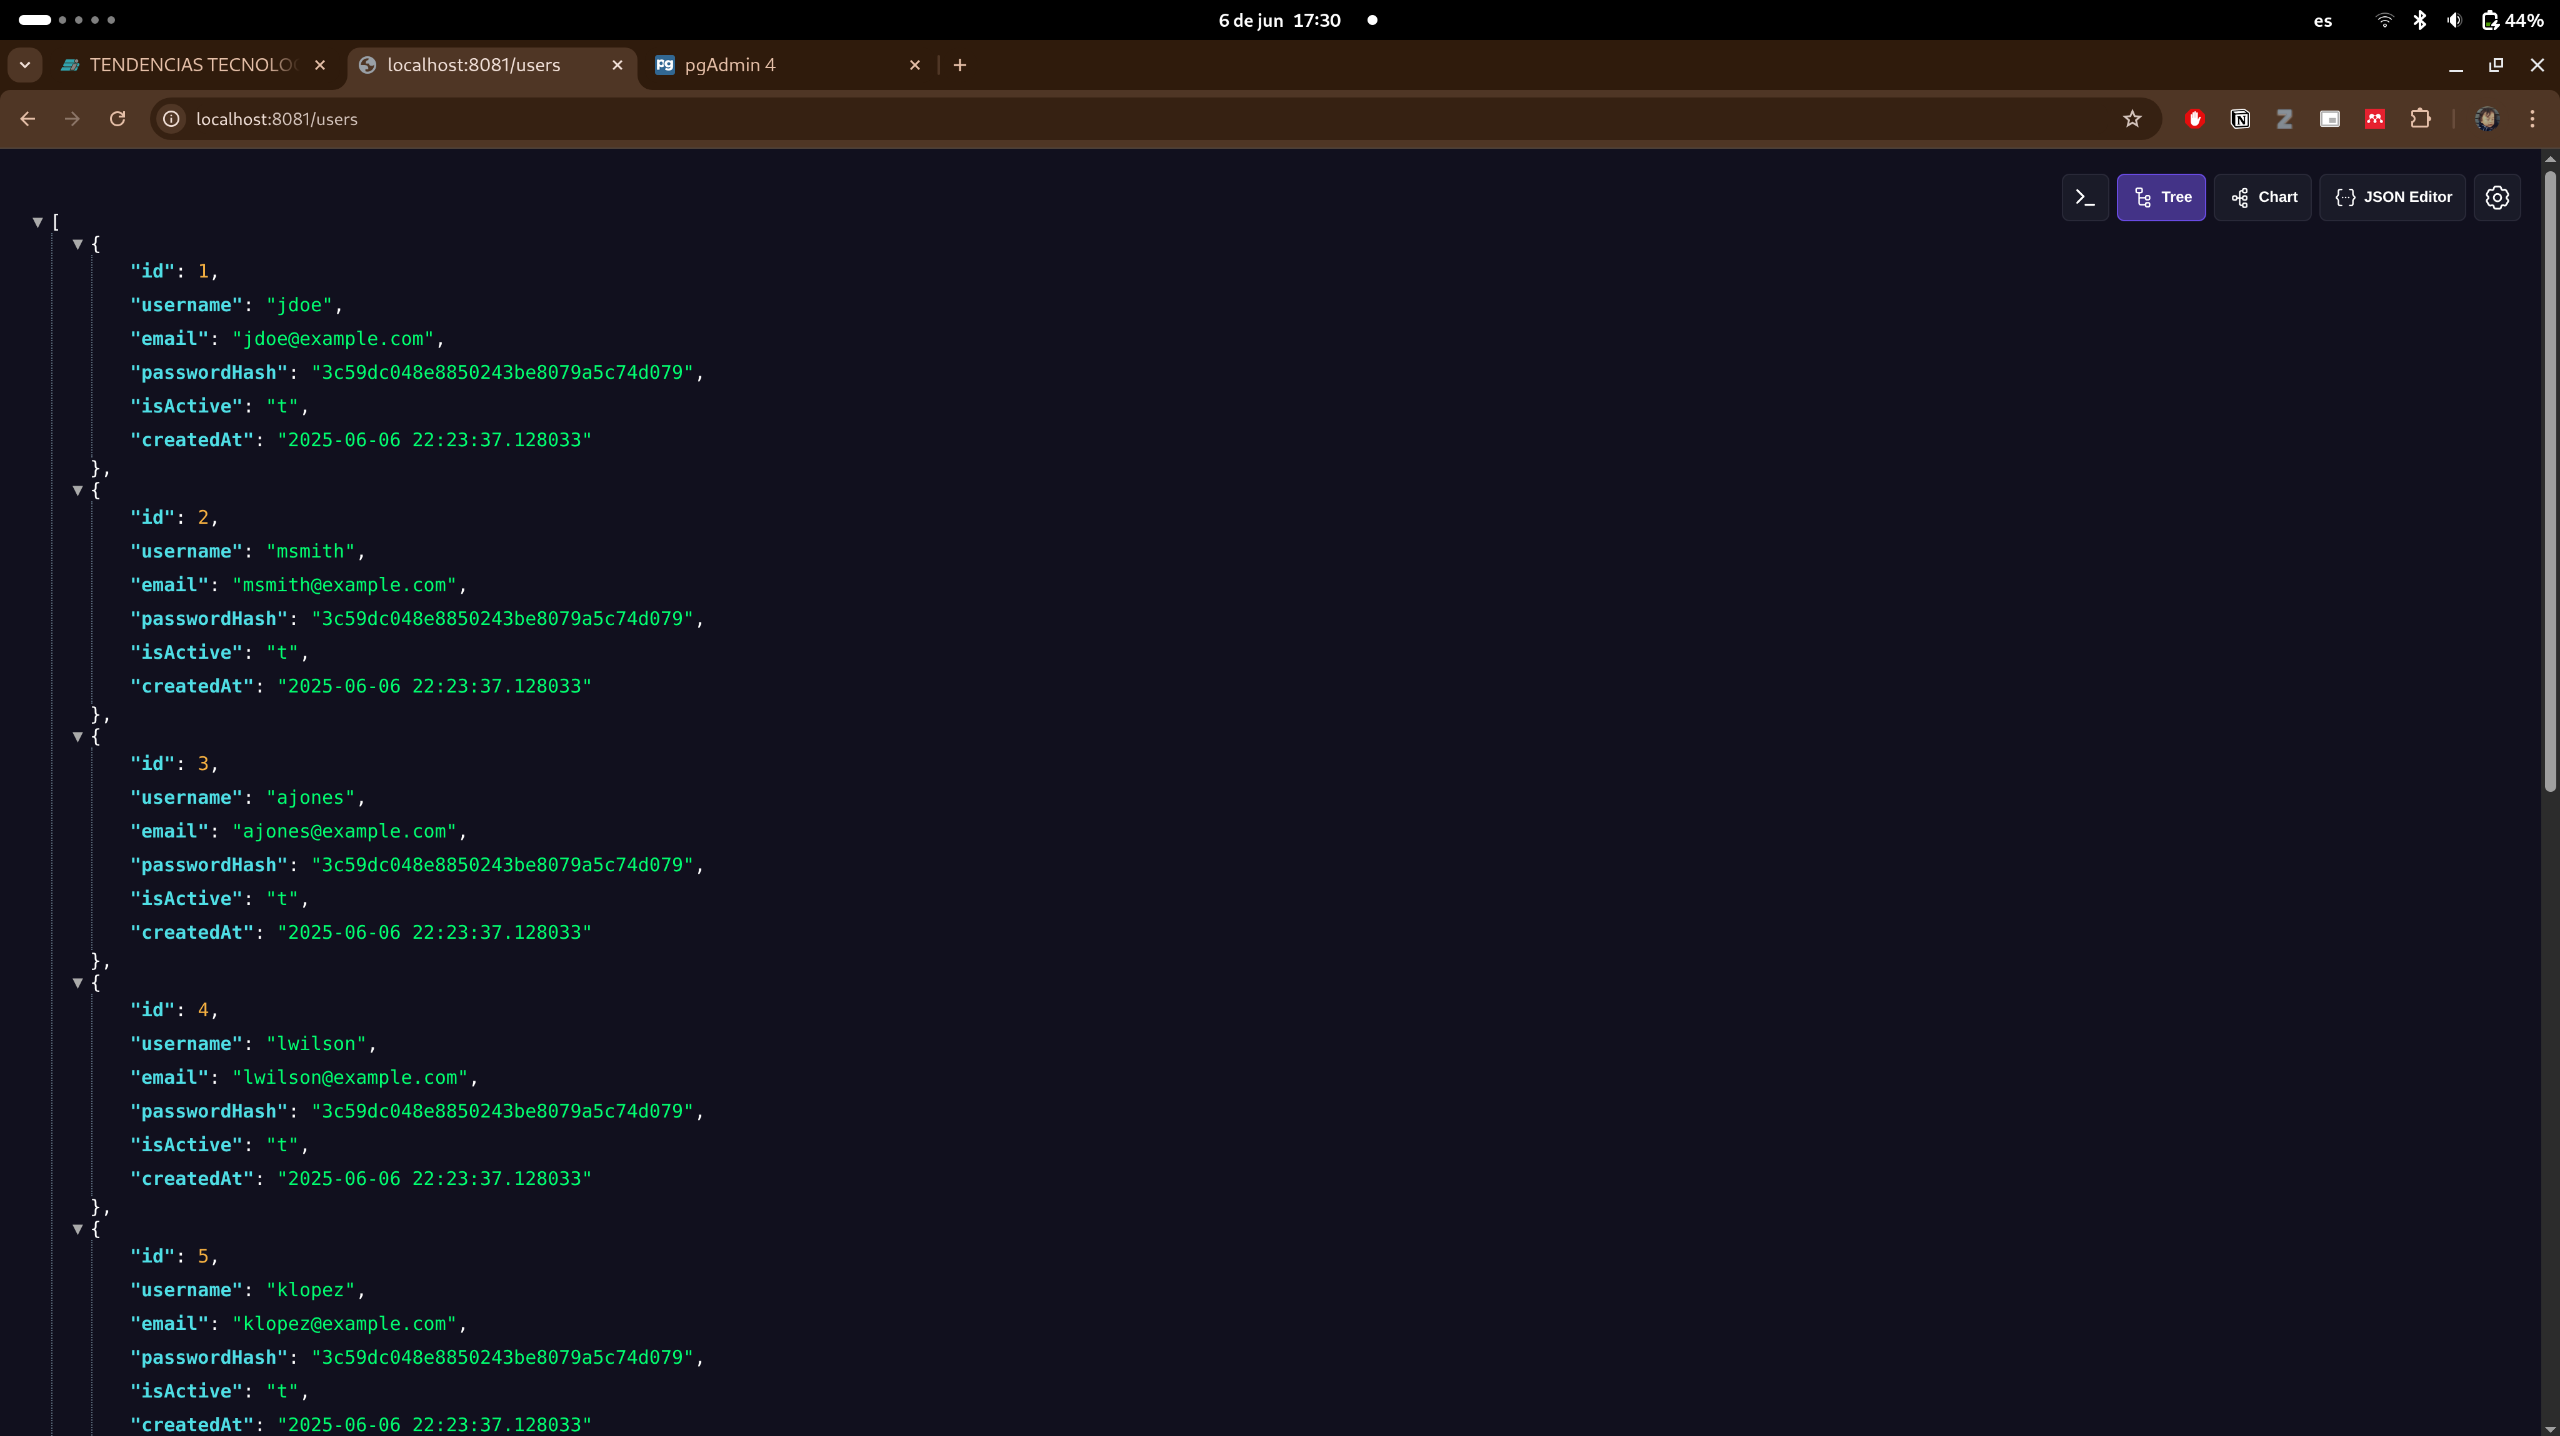 6 de jun 17:30
es
44%
TENDENCIAS TECNOLO
localhost:8081/users
pgAdmin 4
localhost:8081/users
Tree
Chart
JSON Editor
[
{
"id": 1,
"username": "jdoe",
"email": "jdoe@example.com",
"passwordHash": "3c59dc048e8850243be8079a5c74d079",
"isActive": "t",
"createdAt": "2025-06-06 22:23:37.128033"
},
{
"id": 2,
"username": "msmith",
"email": "msmith@example.com",
"passwordHash": "3c59dc048e8850243be8079a5c74d079",
"isActive": "t",
"createdAt": "2025-06-06 22:23:37.128033"
},
{
"id": 3,
"username": "ajones",
"email": "ajones@example.com",
"passwordHash": "3c59dc048e8850243be8079a5c74d079",
"isActive": "t",
"createdAt": "2025-06-06 22:23:37.128033"
},
{
"id": 4,
"username": "lwilson",
"email": "lwilson@example.com",
"passwordHash": "3c59dc048e8850243be8079a5c74d079",
"isActive": "t",
"createdAt": "2025-06-06 22:23:37.128033"
},
{
"id": 5,
"username": "klopez",
"email": "klopez@example.com",
"passwordHash": "3c59dc048e8850243be8079a5c74d079",
"isActive": "t",
"createdAt": "2025-06-06 22:23:37.128033"